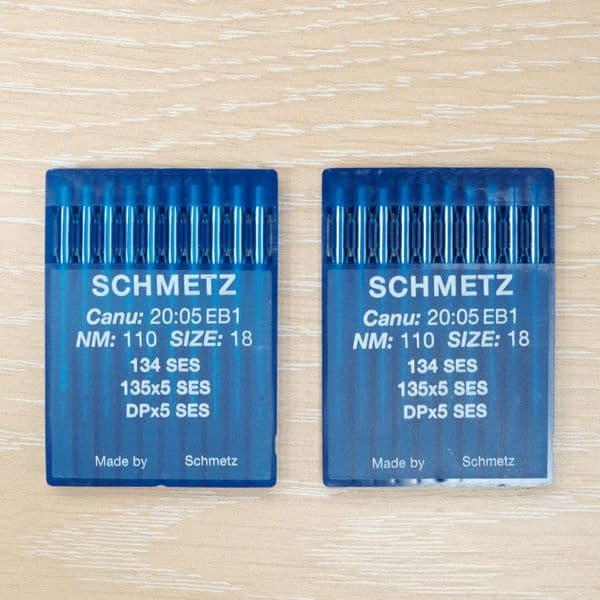 SCHMETZ
Canu: 20:05 EB1
NM: 110 SIZE: 18
134 SES
135x5 SES
DPx5 SES
Made by Schmetz
SCHMETZ
Canu: 20:05 EB1
NM: 110 SIZE: 18
134 SES
135x5 SES
DPx5 SES
Made by Schmetz